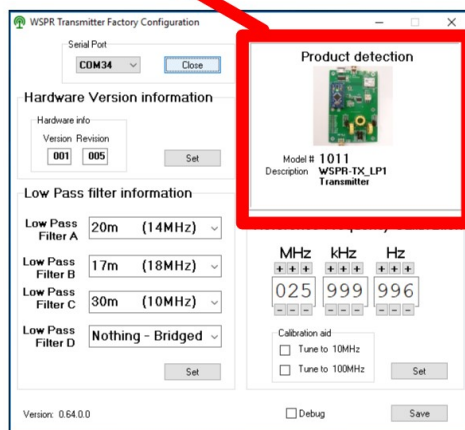 WSPR Transmitter Factory Configuration
Serial Port
COM34
Close
Hardware Version information
Hardware info
Version Revision
001 005
Set
Low Pass filter information
Low Pass Filter A
20m (14MHz)
Low Pass Filter B
17m (18MHz)
Low Pass Filter C
30m (10MHz)
Low Pass Filter D
Nothing - Bridged
Set
Version: 0.64.0.0
Product detection
Model # 1011
Description WSPR-TX_LP1
Transmitter
MHz kHz Hz
+ + + + + + + + +
025 999 996
- - - - - - - - -
Calibration aid
Tune to 10MHz
Tune to 100MHz
Set
Debug
Save